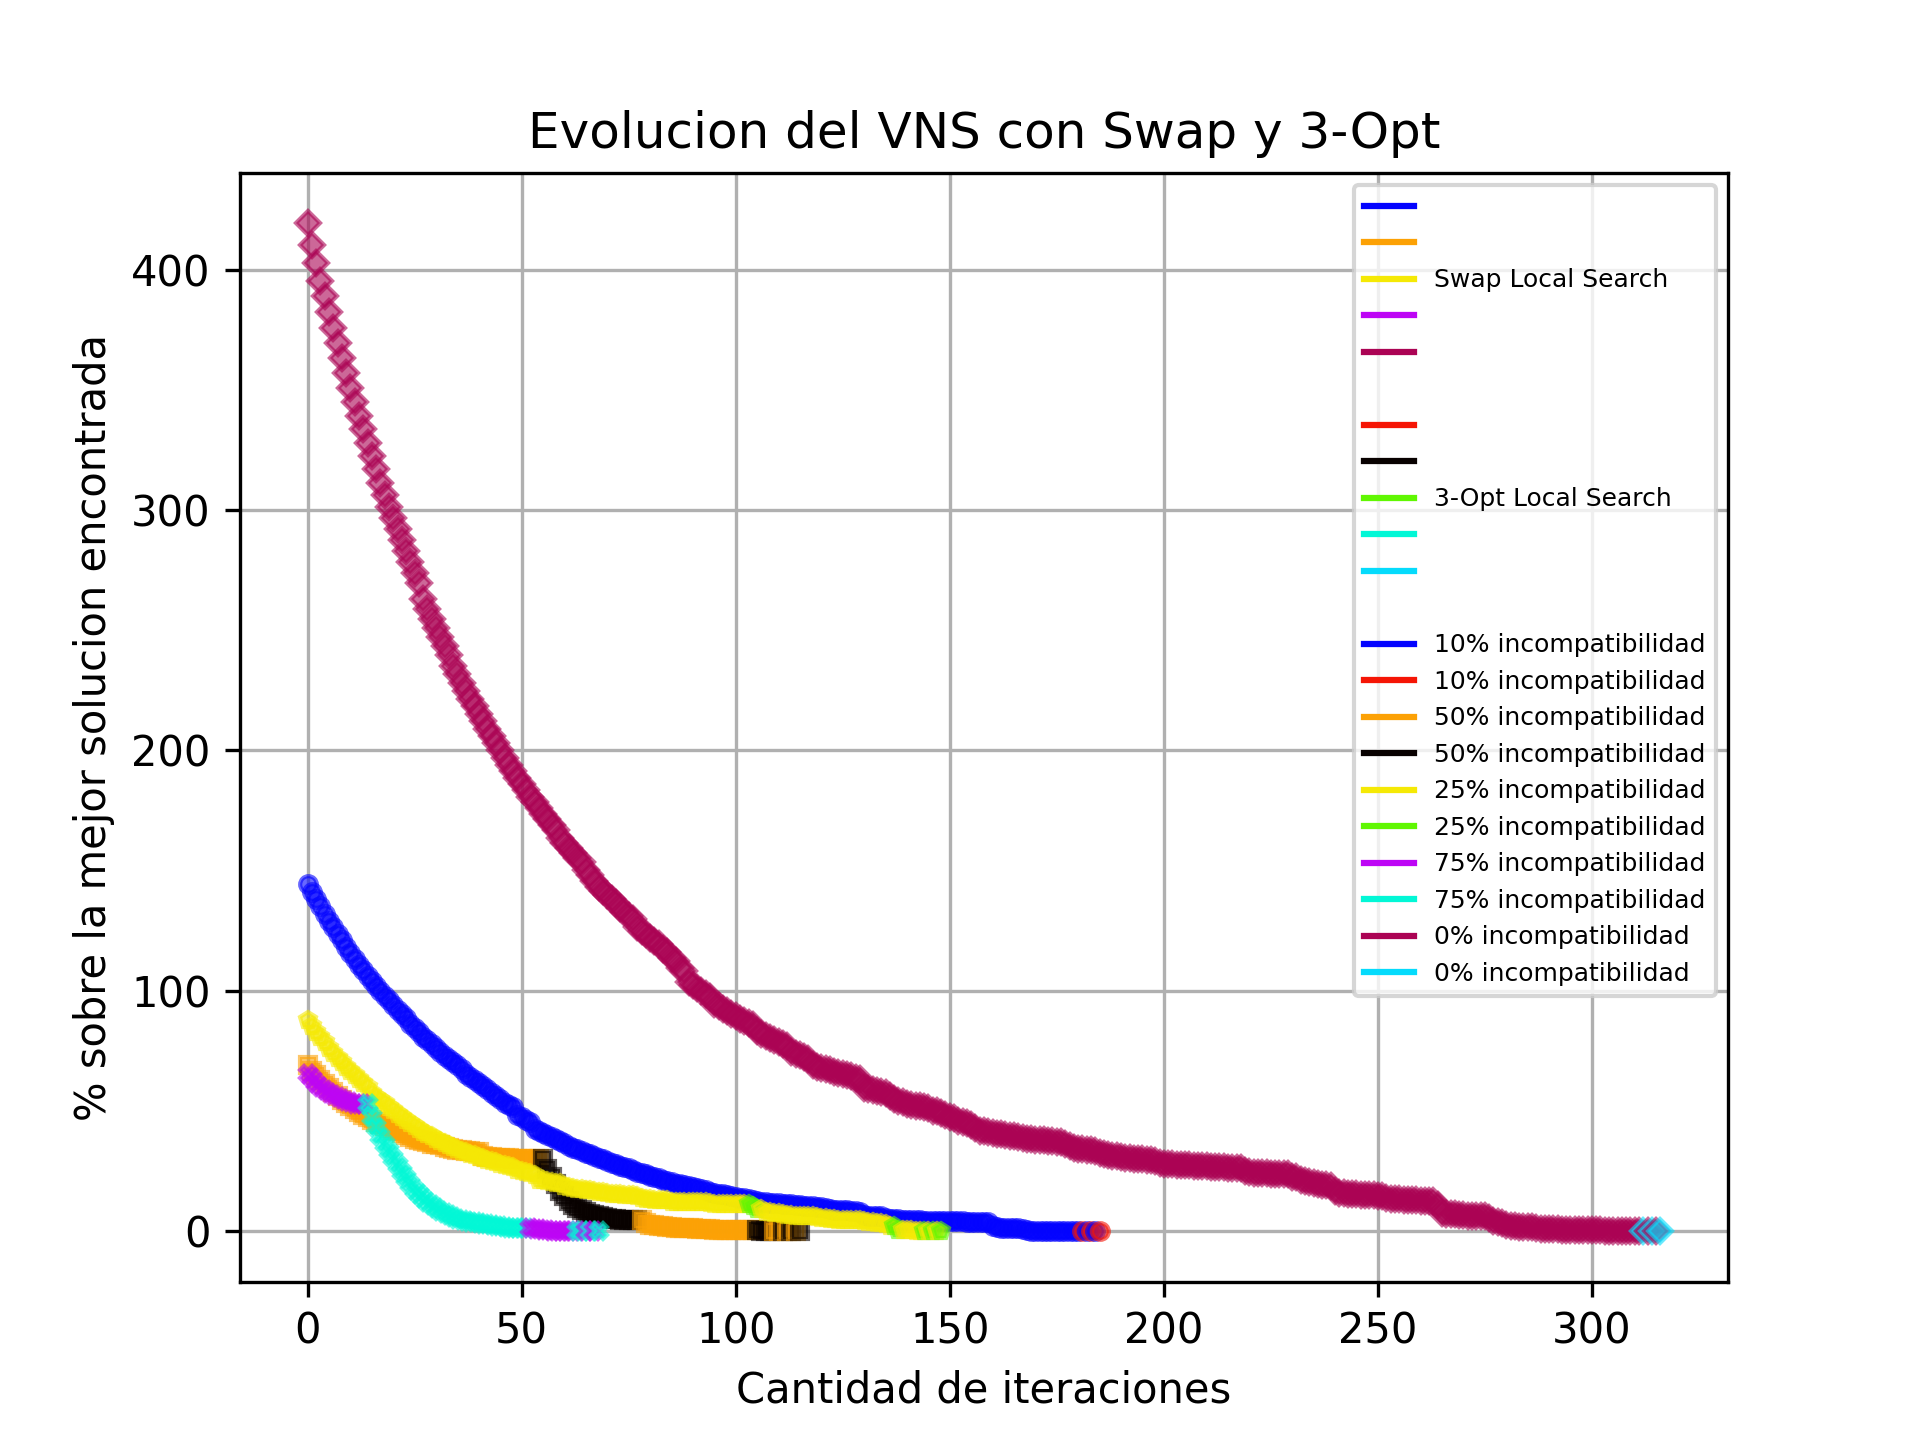 Evolucion del VNS con Swap y 3-Opt
% sobre la mejor solucion encontrada
400
300
200
100
0
Swap Local Search
3-Opt Local Search
10% incompatibilidad
10% incompatibilidad
50% incompatibilidad
50% incompatibilidad
25% incompatibilidad
25% incompatibilidad
75% incompatibilidad
75% incompatibilidad
0% incompatibilidad
0% incompatibilidad
0 50 100 150 200 250 300
Cantidad de iteraciones